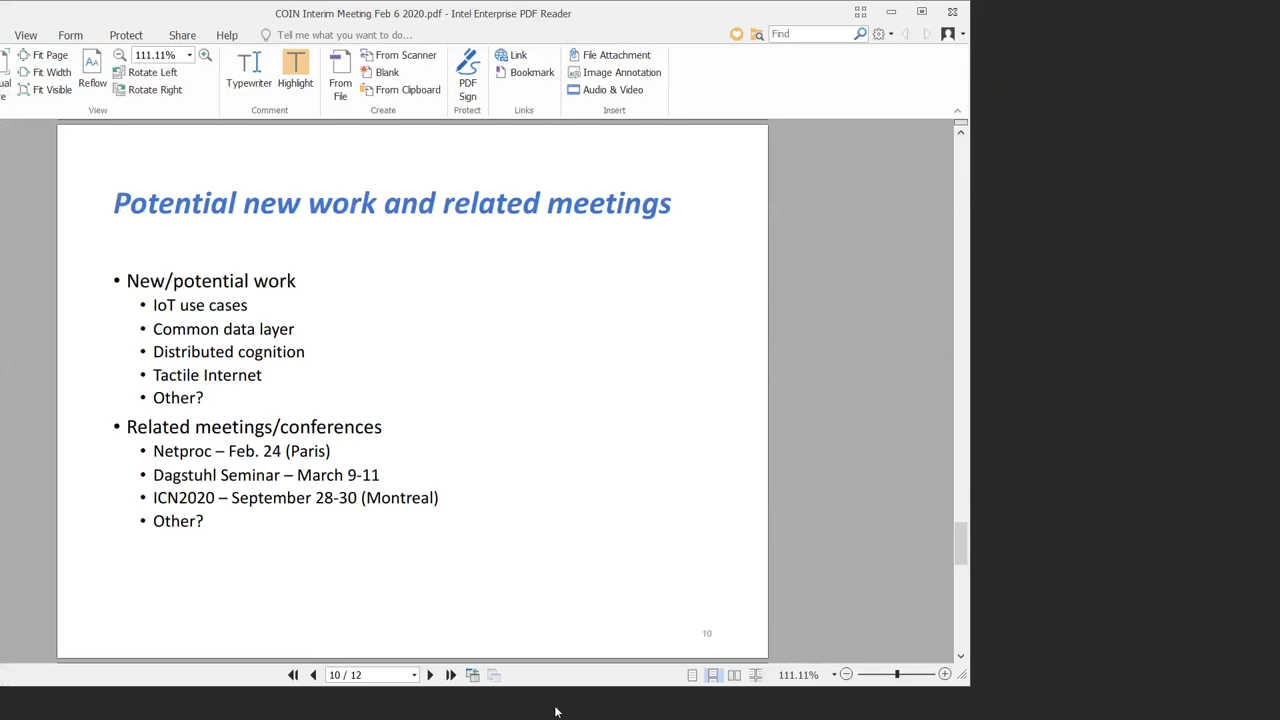 COIN Interim Meeting Feb 6 2020.pdf - Intel Enterprise PDF Reader
View Form Protect Share Help Tell me what you want to do... Find
Fit Page 111.11% From Scanner Link File Attachment
Fit Width Rotate Left Blank Bookmark Image Annotation
Fit Visible Reflow Rotate Right Typewriter Highlight From File From Clipboard PDF Sign Audio & Video
View Comment Create Protect Links Insert
Potential new work and related meetings
• New/potential work
• IoT use cases
• Common data layer
• Distributed cognition
• Tactile Internet
• Other?
• Related meetings/conferences
• Netproc – Feb. 24 (Paris)
• Dagstuhl Seminar – March 9-11
• ICN2020 – September 28-30 (Montreal)
• Other?
10
10 / 12 111.11%